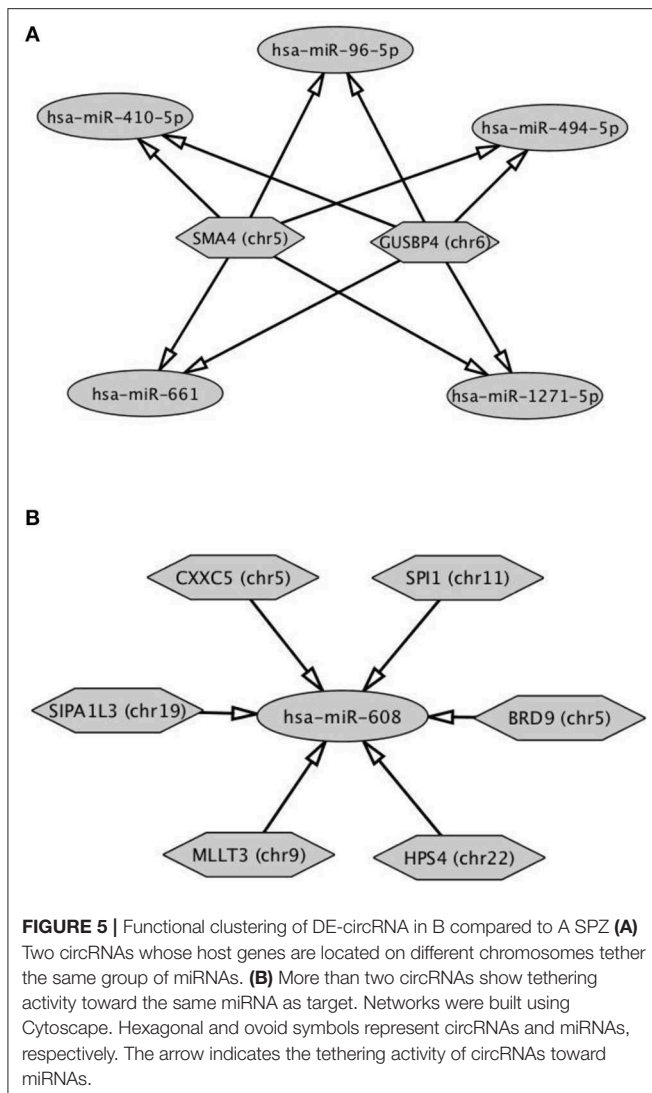 A
hsa-miR-96-5p
hsa-miR-410-5p
hsa-miR-494-5p
SMA4 (chr5)
GUSBP4 (chr6)
hsa-miR-661
hsa-miR-1271-5p
B
CXXC5 (chr5)
SPI1 (chr11)
SIPA1L3 (chr19)
hsa-miR-608
BRD9 (chr5)
MLLT3 (chr9)
HPS4 (chr22)
FIGURE 5 | Functional clustering of DE-circRNA in B compared to A SPZ (A)
Two circRNAs whose host genes are located on different chromosomes tether
the same group of miRNAs. (B) More than two circRNAs show tethering
activity toward the same miRNA as target. Networks were built using
Cytoscape. Hexagonal and ovoid symbols represent circRNAs and miRNAs,
respectively. The arrow indicates the tethering activity of circRNAs toward
miRNAs.